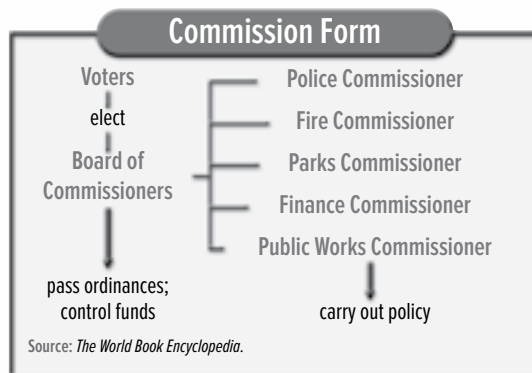 Commission Form
Voters
elect
Board of
Commissioners
pass ordinances;
control funds
Police Commissioner
Fire Commissioner
Parks Commissioner
Finance Commissioner
Public Works Commissioner
carry out policy
Source: The World Book Encyclopedia.